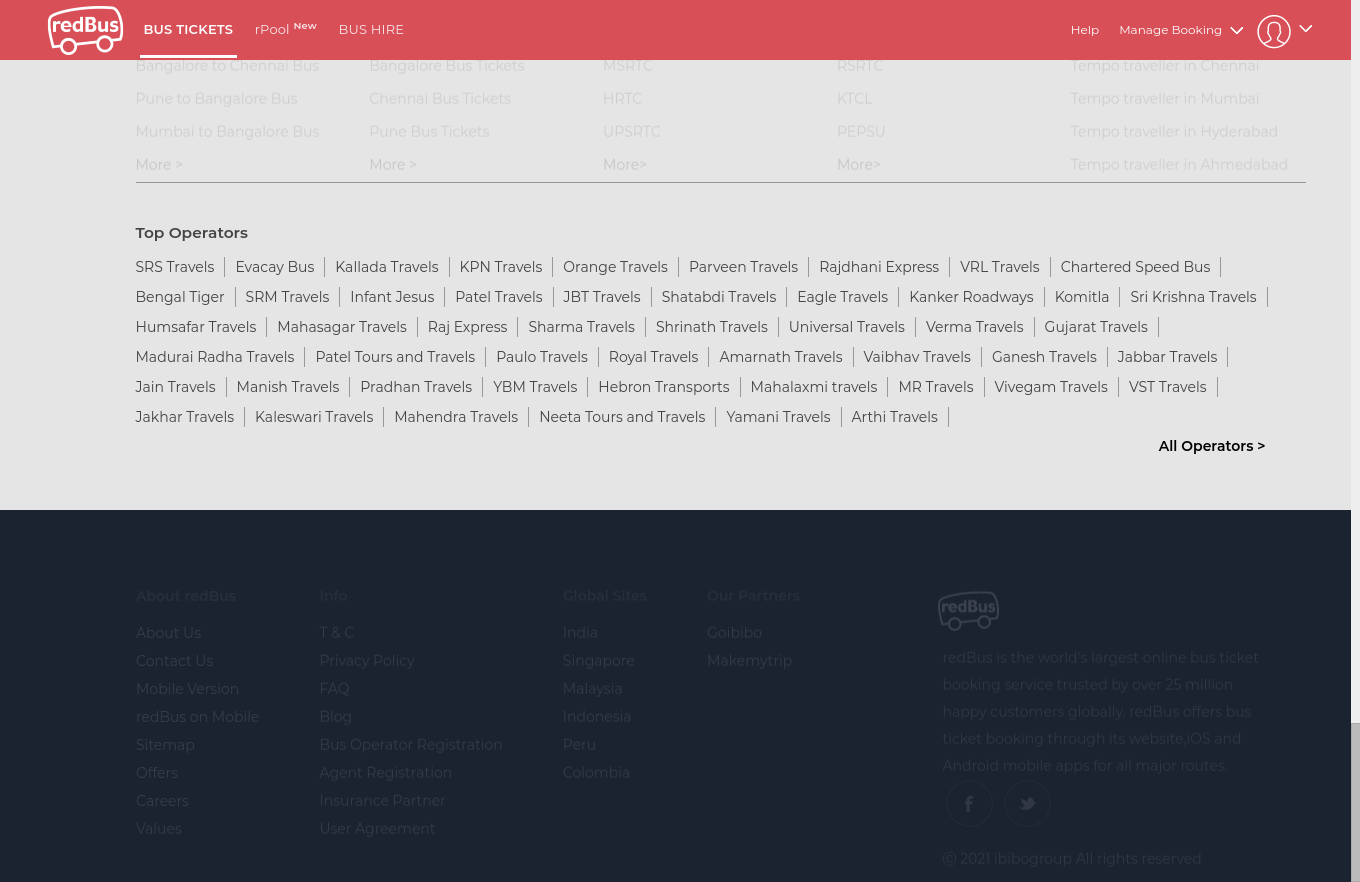 redBus BUS TICKETS rPool New BUS HIRE Help Manage Booking
Bangalore to Chennai Bus Bangalore Bus Tickets MSRTC RSRTC Tempo traveller in Chennai
Pune to Bangalore Bus Chennai Bus Tickets HRTC KTCL Tempo traveller in Mumbai
Mumbai to Bangalore Bus Pune Bus Tickets UPSRTC PEPSU Tempo traveller in Hyderabad
More > More > More> More> Tempo traveller in Ahmedabad
Top Operators
SRS Travels Evacay Bus Kallada Travels KPN Travels Orange Travels Parveen Travels Rajdhani Express VRL Travels Chartered Speed Bus
Bengal Tiger SRM Travels Infant Jesus Patel Travels JBT Travels Shatabdi Travels Eagle Travels Kanker Roadways Komitla Sri Krishna Travels
Humsafar Travels Mahasagar Travels Raj Express Sharma Travels Shrinath Travels Universal Travels Verma Travels Gujarat Travels
Madurai Radha Travels Patel Tours and Travels Paulo Travels Royal Travels Amarnath Travels Vaibhav Travels Ganesh Travels Jabbar Travels
Jain Travels Manish Travels Pradhan Travels YBM Travels Hebron Transports Mahalaxmi travels MR Travels Vivegam Travels VST Travels
Jakhar Travels Kaleswari Travels Mahendra Travels Neeta Tours and Travels Yamani Travels Arthi Travels
All Operators >
About redBus
About Us
Contact Us
Mobile Version
redBus on Mobile
Sitemap
Offers
Careers
Values
Info
T & C
Privacy Policy
FAQ
Blog
Bus Operator Registration
Agent Registration
Insurance Partner
User Agreement
Global Sites
India
Singapore
Malaysia
Indonesia
Peru
Colombia
Our Partners
Goibibo
Makemytrip
redBus
redBus is the world's largest online bus ticket
booking service trusted by over 25 million
happy customers globally. redBus offers bus
ticket booking through its website,iOS and
Android mobile apps for all major routes.
Ⓒ 2021 ibibogroup All rights reserved